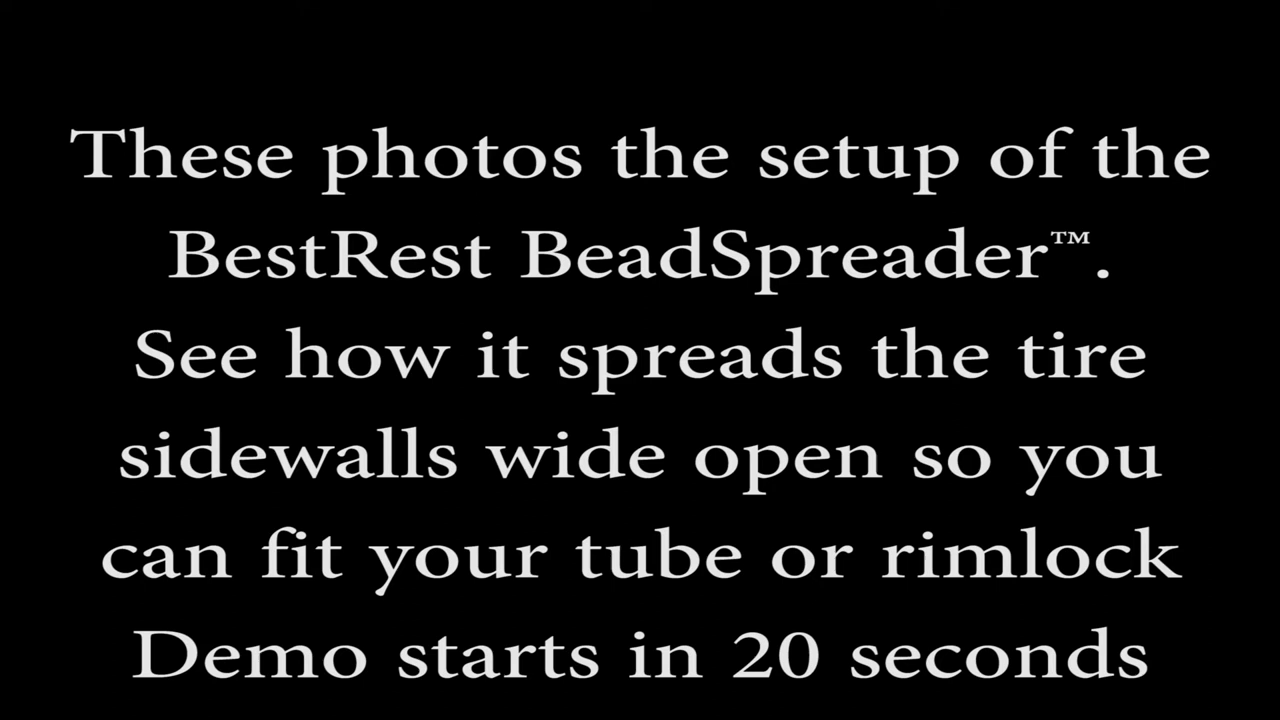 These photos the setup of the
BestRest BeadSpreader™.
See how it spreads the tire
sidewalls wide open so you
can fit your tube or rimlock
Demo starts in 20 seconds